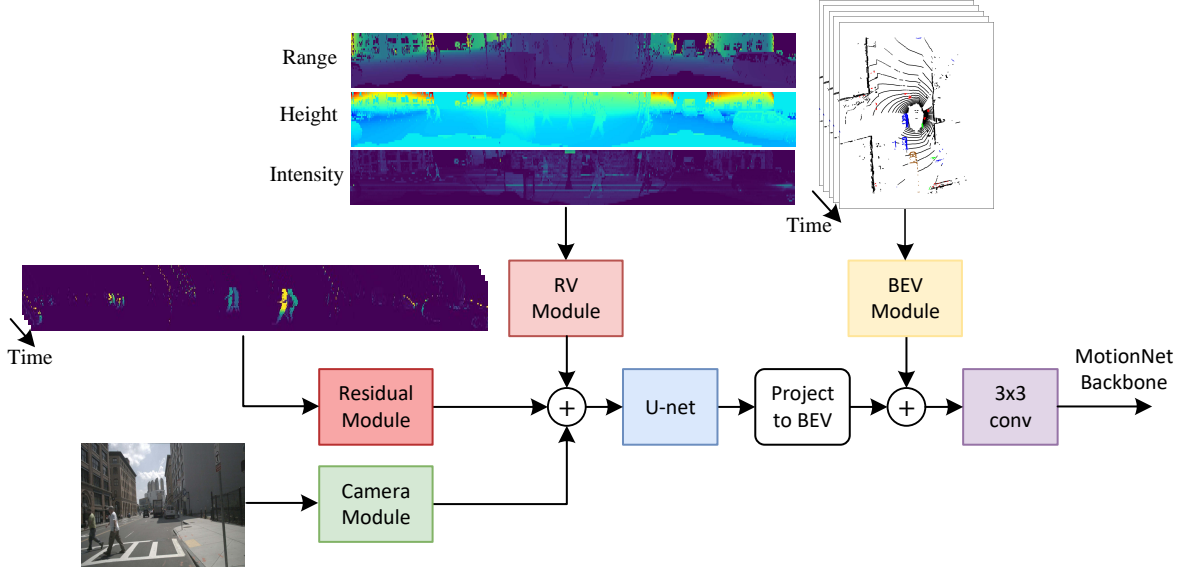 Range
Height
Intensity
Time
RV
Module
BEV
Module
Time
Residual
Module
+
U-net
Project
to BEV
+
3x3
conv
MotionNet
Backbone
Camera
Module